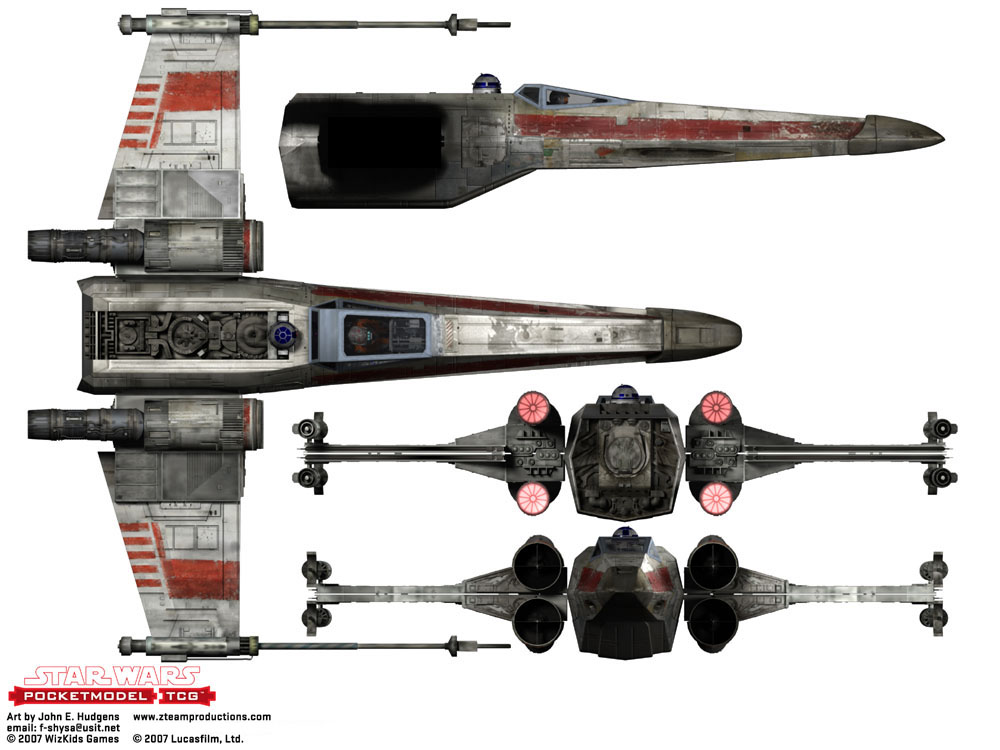 STAR WARS
POCKETMODEL TCG
Art by John E. Hudgens www.zteamproductions.com
email: f-shysa@usit.net
© 2007 WizKids Games © 2007 Lucasfilm, Ltd.